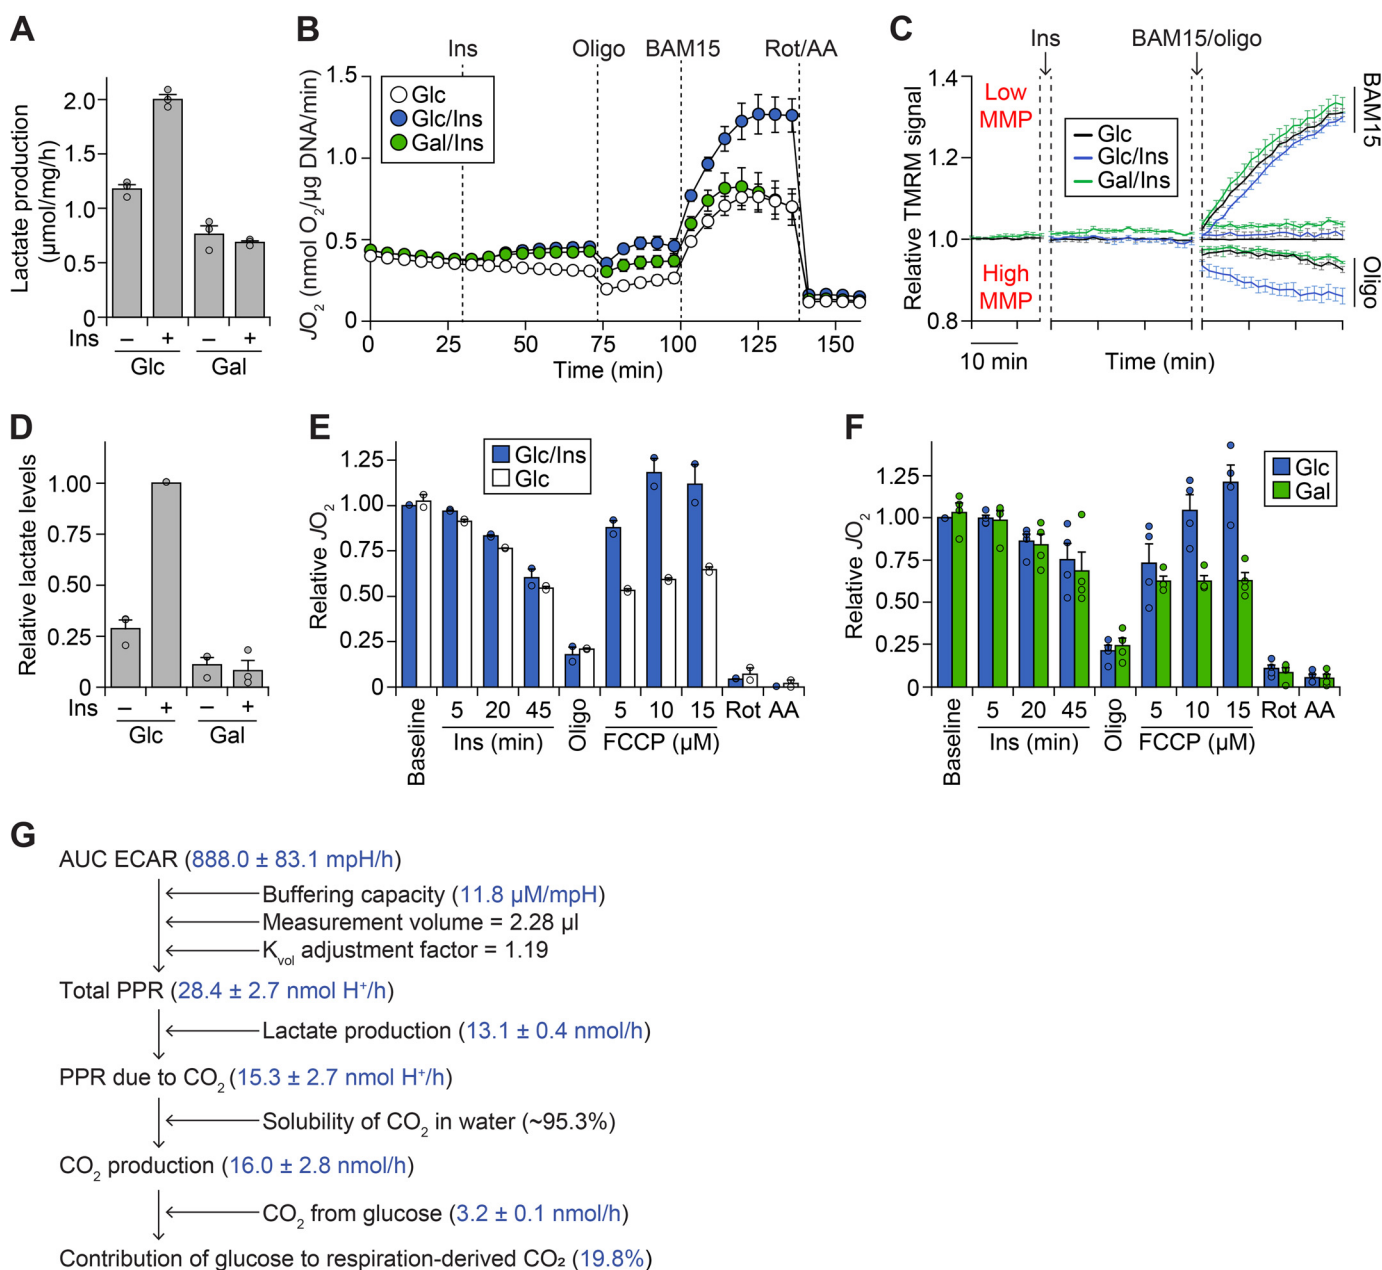 A
Lactate production
(µmol/mg/h)
2.0
1.5
1.0
0.5
0
Ins – + – +
Glc Gal
B
Ins Oligo BAM15 Rot/AA
JO2 (nmol O2/µg DNA/min)
1.5
1.0
0.5
0
Glc
Glc/Ins
Gal/Ins
0 25 50 75 100 125 150
Time (min)
C
Ins BAM15/oligo
Relative TMRM signal
1.4
1.2
1.0
0.8
Low
MMP
High
MMP
Glc
Glc/Ins
Gal/Ins
BAM15
Oligo
10 min Time (min)
D
Relative lactate levels
1.00
0.75
0.50
0.25
0
Ins – + – +
Glc Gal
E
Relative JO2
1.25
1.00
0.75
0.50
0.25
0
Glc/Ins
Glc
Baseline 5 20 45 Oligo 5 10 15 Rot AA
Ins (min) FCCP (µM)
F
Relative JO2
1.25
1.00
0.75
0.50
0.25
0
Glc
Gal
Baseline 5 20 45 Oligo 5 10 15 Rot AA
Ins (min) FCCP (µM)
G
AUC ECAR (888.0 ± 83.1 mpH/h)
Buffering capacity (11.8 µM/mpH)
Measurement volume = 2.28 µl
Kvol adjustment factor = 1.19
Total PPR (28.4 ± 2.7 nmol H+/h)
Lactate production (13.1 ± 0.4 nmol/h)
PPR due to CO2 (15.3 ± 2.7 nmol H+/h)
Solubility of CO2 in water (~95.3%)
CO2 production (16.0 ± 2.8 nmol/h)
CO2 from glucose (3.2 ± 0.1 nmol/h)
Contribution of glucose to respiration-derived CO₂ (19.8%)